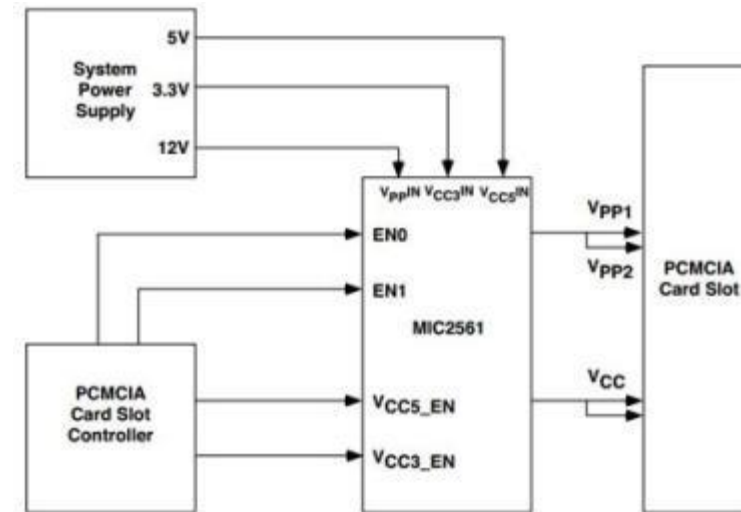 System
Power
Supply
5V
3.3V
12V
VPPIN VCC3IN VCC5IN
EN0
EN1
MIC2561
VCC5_EN
VCC3_EN
PCMCIA
Card Slot
Controller
VPP1
VPP2
VCC
PCMCIA
Card Slot